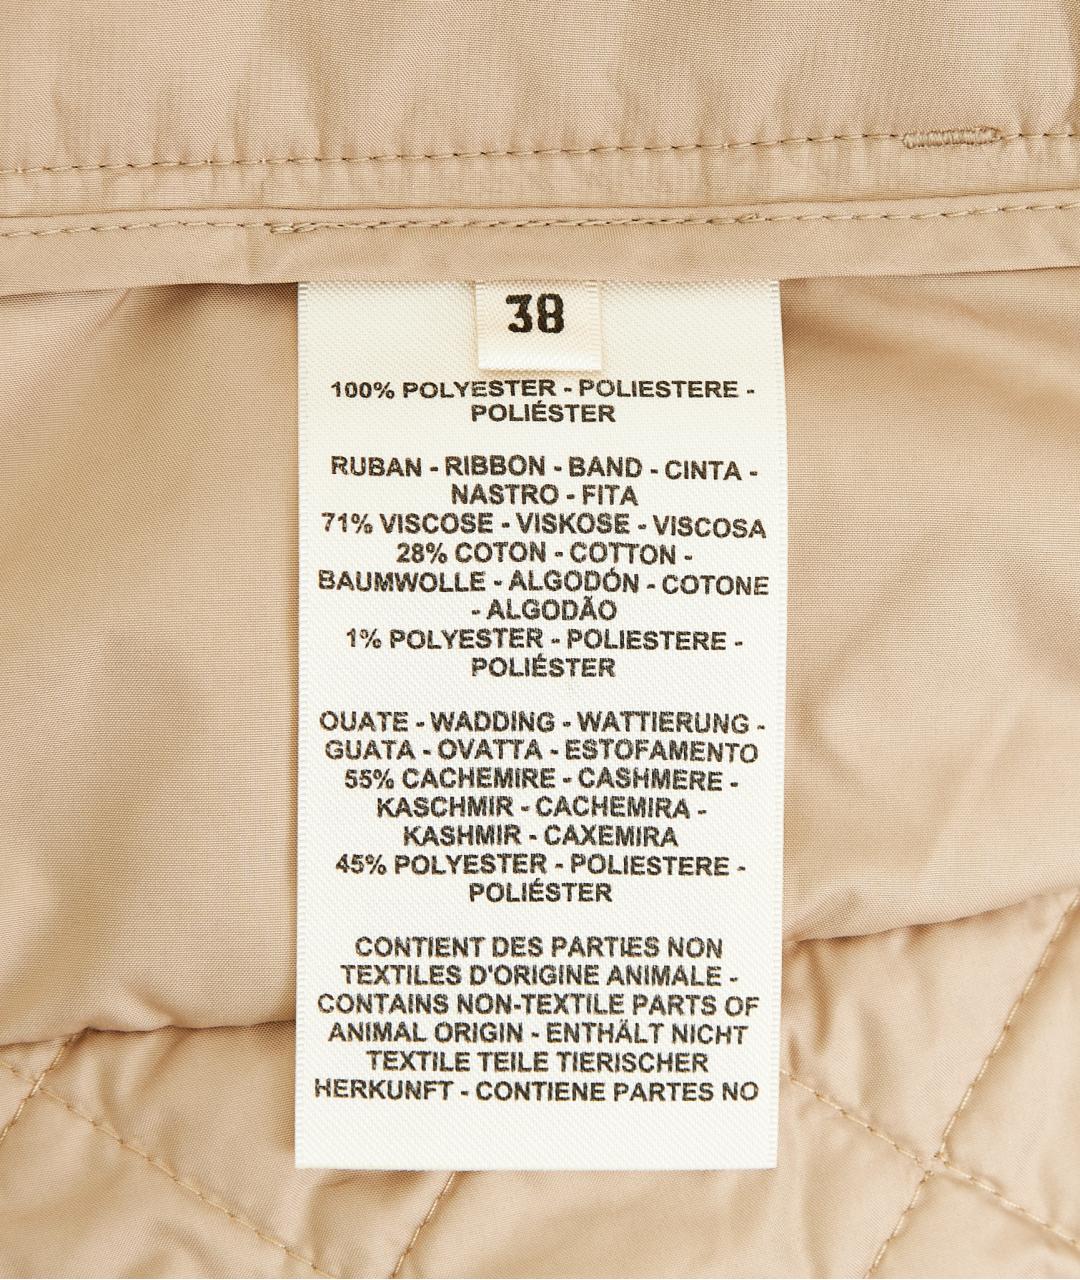 38
100% POLYESTER - POLIESTERE -
POLIÉSTER
RUBAN - RIBBON - BAND - CINTA -
NASTRO - FITA
71% VISCOSE - VISKOSE - VISCOSA
28% COTON - COTTON -
BAUMWOLLE - ALGODÓN - COTONE
- ALGODÃO
1% POLYESTER - POLIESTERE -
POLIÉSTER
OUATE - WADDING - WATTIERUNG -
GUATA - OVATTA - ESTOFAMENTO
55% CACHEMIRE - CASHMERE -
KASCHMIR - CACHEMIRA -
KASHMIR - CAXEMIRA
45% POLYESTER - POLIESTERE -
POLIÉSTER
CONTIENT DES PARTIES NON
TEXTILES D'ORIGINE ANIMALE -
CONTAINS NON-TEXTILE PARTS OF
ANIMAL ORIGIN - ENTHÄLT NICHT
TEXTILE TEILE TIERISCHER
HERKUNFT - CONTIENE PARTES NO